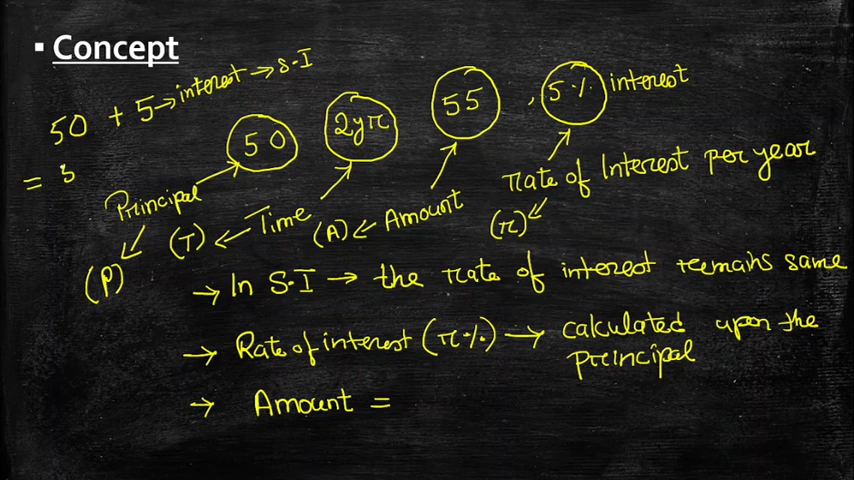 ▪ Concept
50 + 5 → interest → S·I
= 5
50
2yr
55
, 5% interest
Principal
(P)
Time
(T)
Amount
(A)
rate of Interest per year
(r)
→ In S·I → the rate of interest remains same
→ Rate of interest (r%) → calculated upon the
principal
→ Amount =